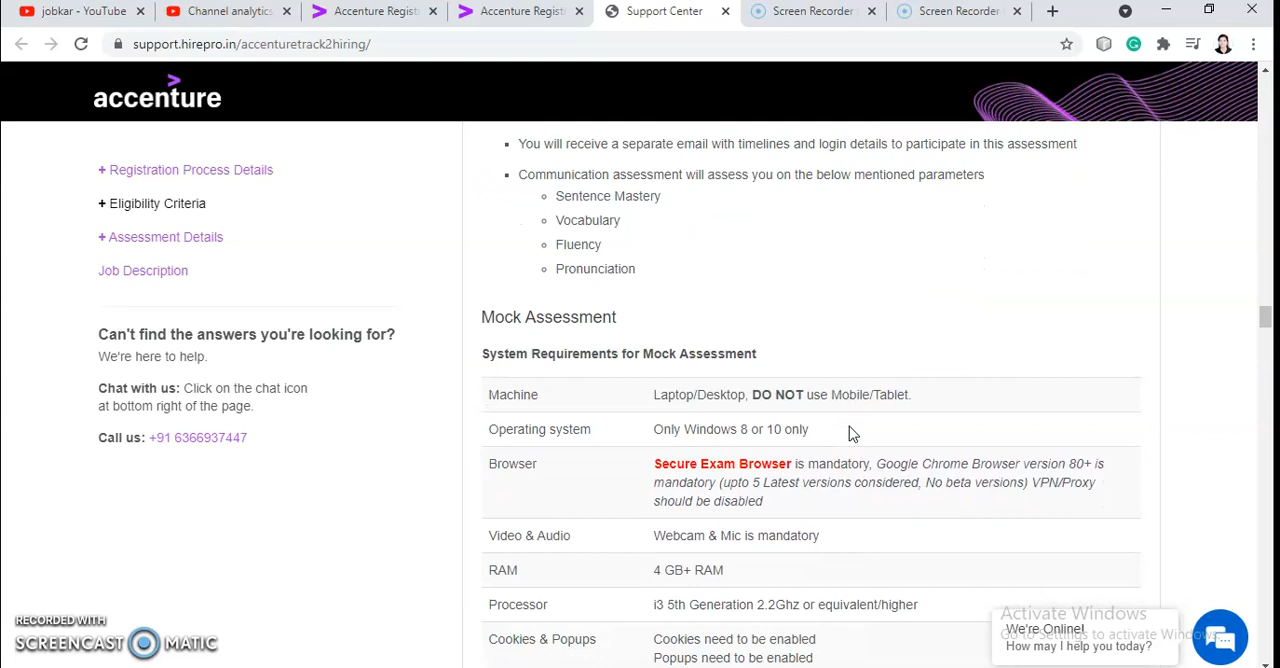 jobkar - YouTube
Channel analytics
Accenture Regist
Accenture Regist
Support Center
Screen Recorder
Screen Recorder
support.hirepro.in/accenturetrack2hiring/
accenture
+ Registration Process Details
+ Eligibility Criteria
+ Assessment Details
Job Description
Can't find the answers you're looking for?
We're here to help.
Chat with us: Click on the chat icon
at bottom right of the page.
Call us: +91 6366937447
You will receive a separate email with timelines and login details to participate in this assessment
Communication assessment will assess you on the below mentioned parameters
Sentence Mastery
Vocabulary
Fluency
Pronunciation
Mock Assessment
System Requirements for Mock Assessment
Machine Laptop/Desktop, DO NOT use Mobile/Tablet.
Operating system Only Windows 8 or 10 only
Browser Secure Exam Browser is mandatory, Google Chrome Browser version 80+ is
mandatory (upto 5 Latest versions considered, No beta versions) VPN/Proxy
should be disabled
Video & Audio Webcam & Mic is mandatory
RAM 4 GB+ RAM
Processor i3 5th Generation 2.2Ghz or equivalent/higher
Cookies & Popups Cookies need to be enabled
Popups need to be enabled
Activate Windows
Go to Settings to activate Windows.
We're Online!
How may I help you today?
RECORDED WITH
SCREENCAST MATIC